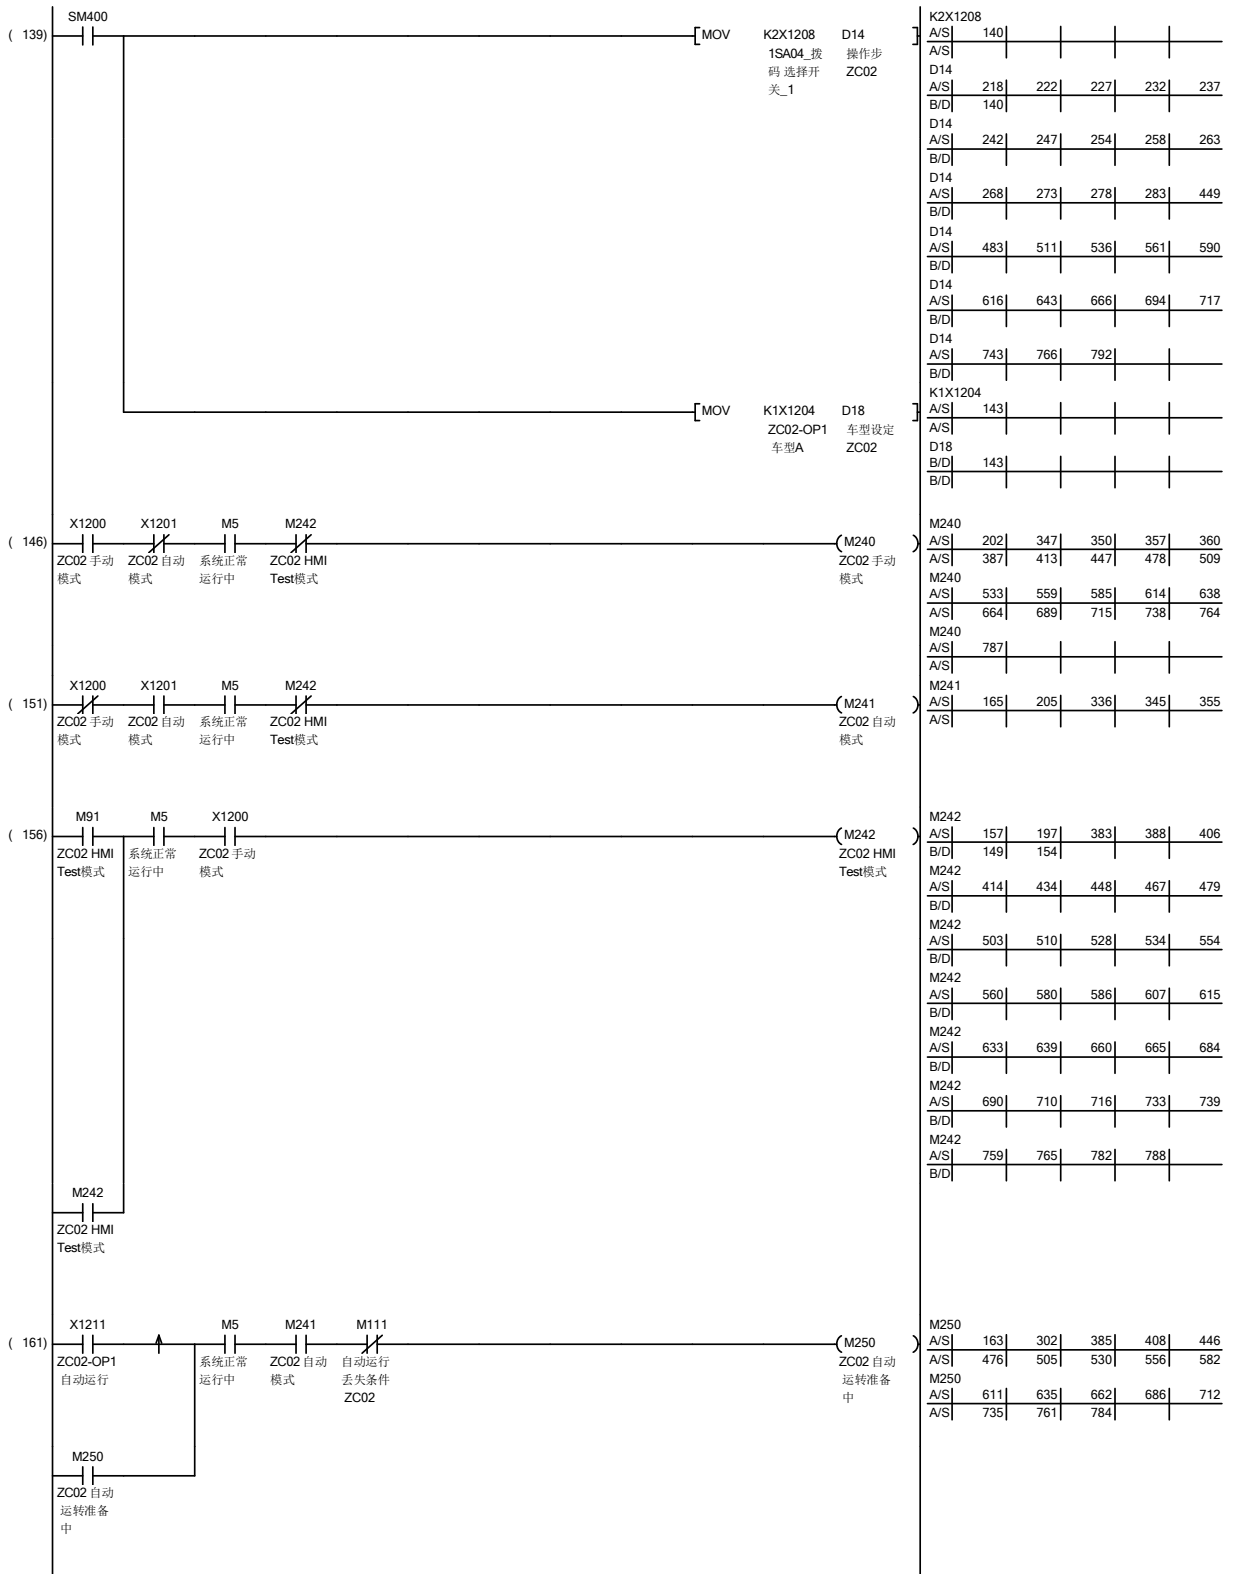 SM400
( 139) [ MOV K2X1208 D14 ]
1SA04_拨 操作步
码 选择开 ZC02
关_1
K2X1208
A/S 140
A/S
D14
A/S 218 222 227 232 237
B/D 140
D14
A/S 242 247 254 258 263
B/D
D14
A/S 268 273 278 283 449
B/D
D14
A/S 483 511 536 561 590
B/D
D14
A/S 616 643 666 694 717
B/D
D14
A/S 743 766 792
B/D
[ MOV K1X1204 D18 ]
ZC02-OP1 车型设定
车型A ZC02
K1X1204
A/S 143
A/S
D18
B/D 143
B/D
X1200 X1201 M5 M242
( 146) ( M240 )
ZC02 手动 ZC02 自动 系统正常 ZC02 HMI ZC02 手动
模式 模式 运行中 Test模式 模式
M240
A/S 202 347 350 357 360
A/S 387 413 447 478 509
M240
A/S 533 559 585 614 638
A/S 664 689 715 738 764
M240
A/S 787
A/S
X1200 X1201 M5 M242
( 151) ( M241 )
ZC02 手动 ZC02 自动 系统正常 ZC02 HMI ZC02 自动
模式 模式 运行中 Test模式 模式
M241
A/S 165 205 336 345 355
A/S
M91 M5 X1200
( 156) ( M242 )
ZC02 HMI 系统正常 ZC02 手动 ZC02 HMI
Test模式 运行中 模式 Test模式
M242
A/S 157 197 383 388 406
B/D 149 154
M242
A/S 414 434 448 467 479
B/D
M242
A/S 503 510 528 534 554
B/D
M242
A/S 560 580 586 607 615
B/D
M242
A/S 633 639 660 665 684
B/D
M242
A/S 690 710 716 733 739
B/D
M242
A/S 759 765 782 788
B/D
M242
ZC02 HMI
Test模式
X1211 M5 M241 M111
( 161) ( M250 )
ZC02-OP1 系统正常 ZC02 自动 自动运行 ZC02 自动
自动运行 运行中 模式 丢失条件 运转准备
ZC02 中
M250
A/S 163 302 385 408 446
A/S 476 505 530 556 582
M250
A/S 611 635 662 686 712
A/S 735 761 784
M250
ZC02 自动
运转准备
中